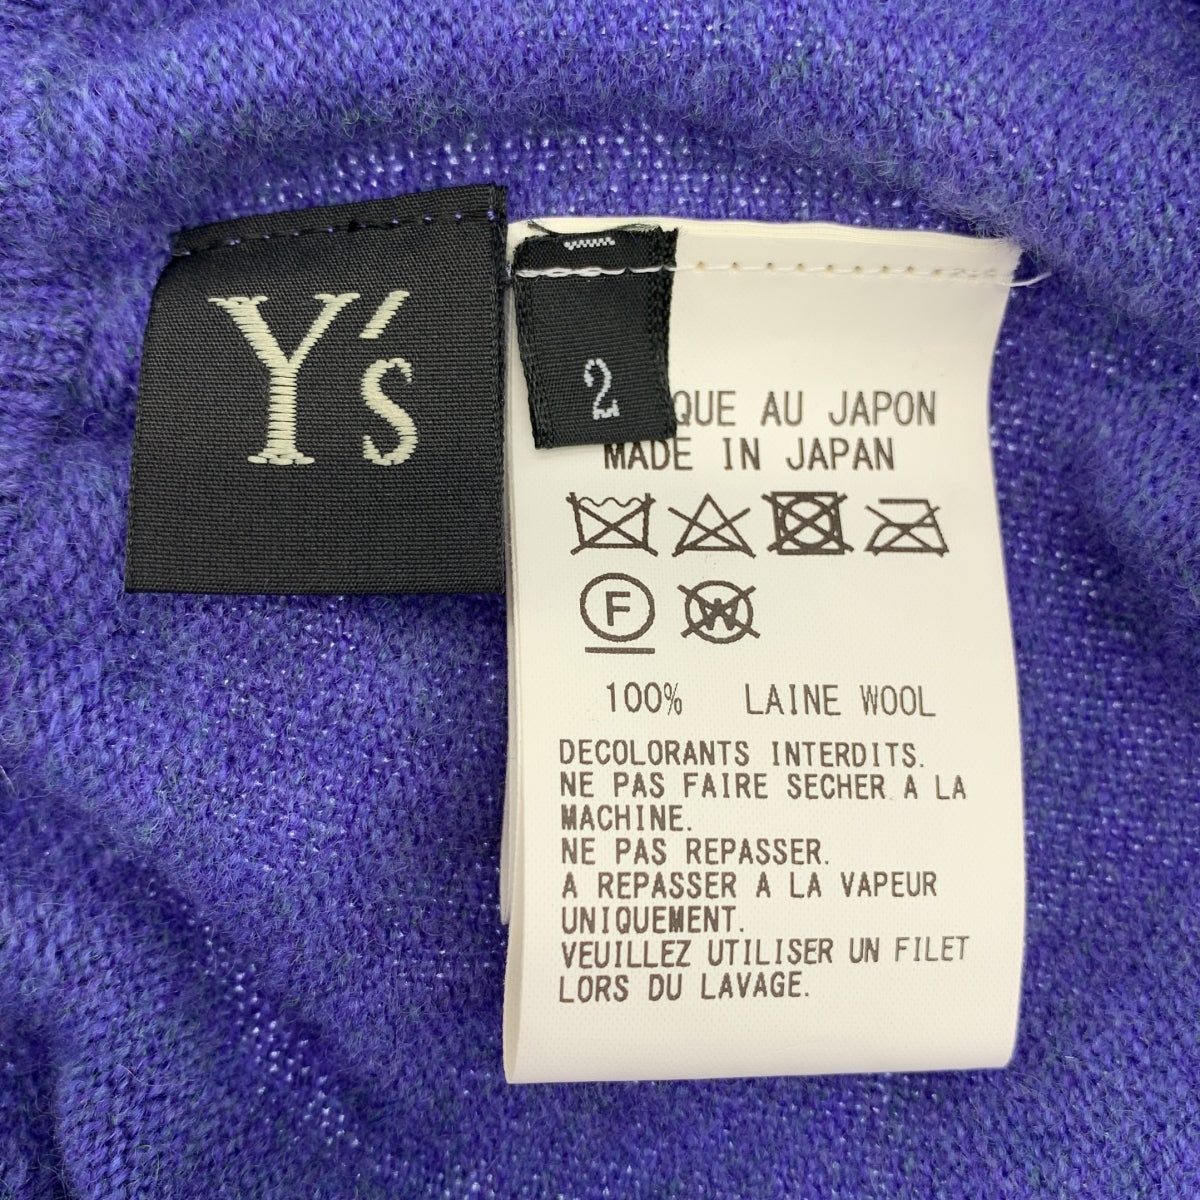 Y's
2
QUE AU JAPON
MADE IN JAPAN
F
W
100% LAINE WOOL
DECOLORANTS INTERDITS.
NE PAS FAIRE SECHER A LA
MACHINE.
NE PAS REPASSER.
A REPASSER A LA VAPEUR
UNIQUEMENT.
VEUILLEZ UTILISER UN FILET
LORS DU LAVAGE.